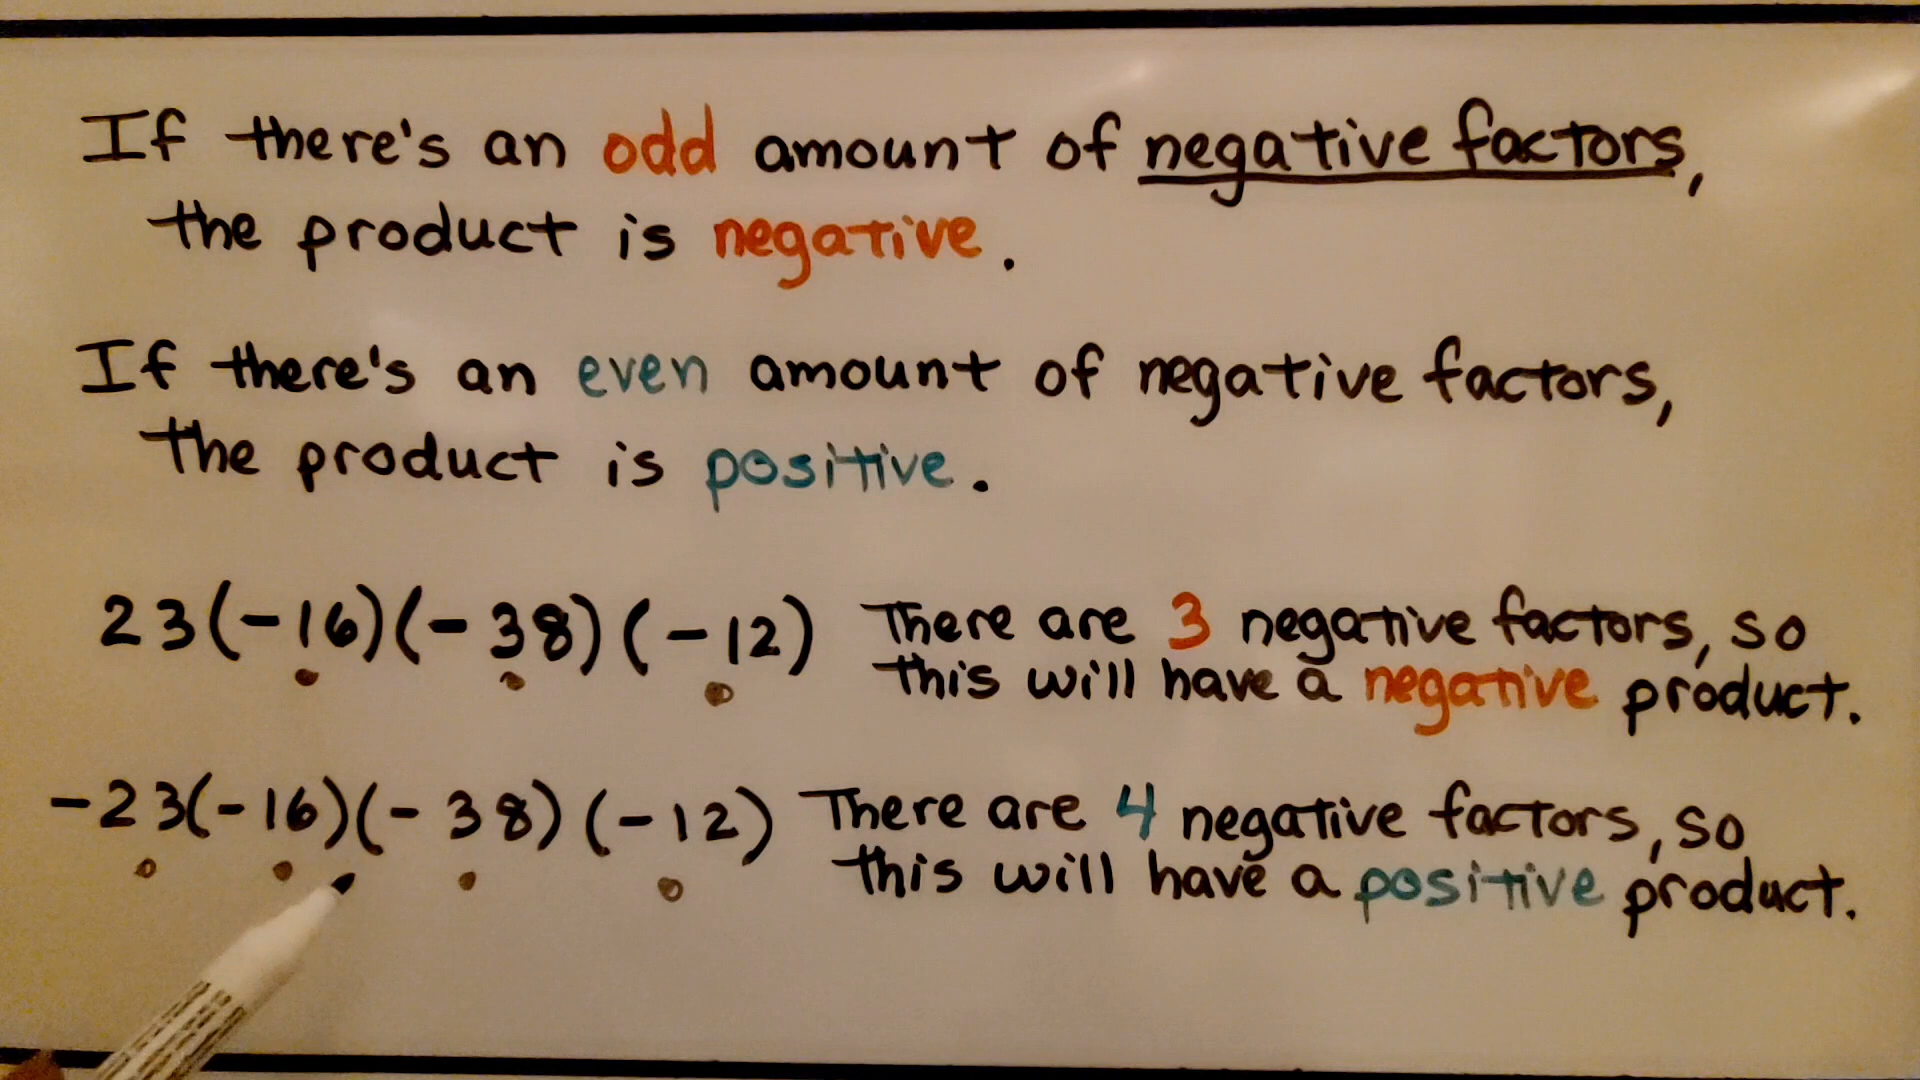 If there's an odd amount of negative factors,
the product is negative.
If there's an even amount of negative factors,
the product is positive.
23(-16)(-38)(-12) There are 3 negative factors, so
this will have a negative product.
-23(-16)(-38)(-12) There are 4 negative factors, so
this will have a positive product.